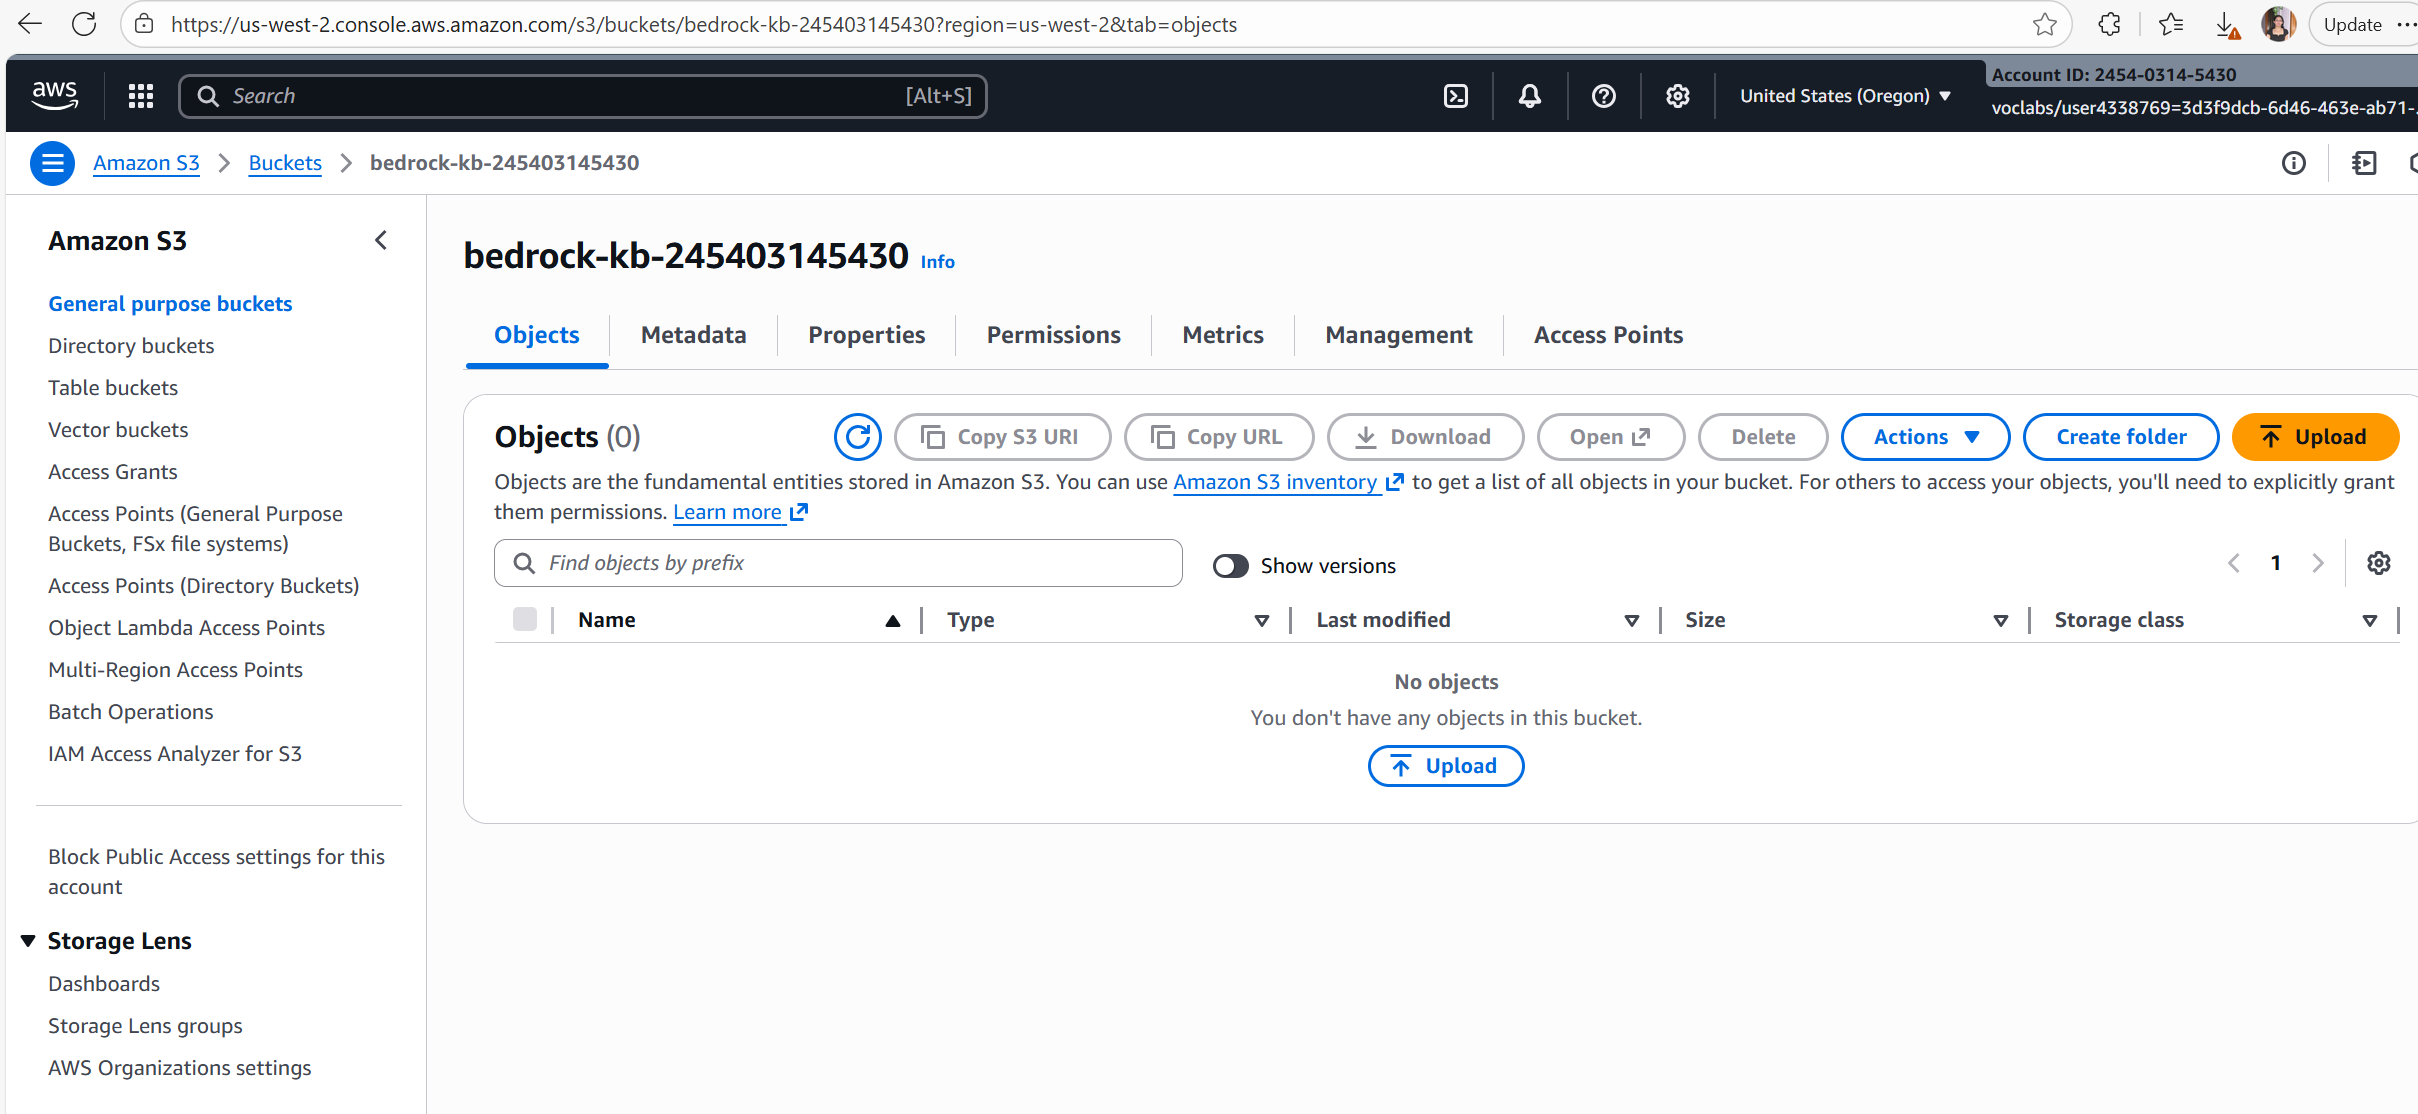 https://us-west-2.console.aws.amazon.com/s3/buckets/bedrock-kb-245403145430?region=us-west-2&tab=objects
Update
aws
Search
[Alt+S]
United States (Oregon)
Account ID: 2454-0314-5430
voclabs/user4338769=3d3f9dcb-6d46-463e-ab71-..
Amazon S3
Buckets
bedrock-kb-245403145430
Amazon S3
General purpose buckets
Directory buckets
Table buckets
Vector buckets
Access Grants
Access Points (General Purpose
Buckets, FSx file systems)
Access Points (Directory Buckets)
Object Lambda Access Points
Multi-Region Access Points
Batch Operations
IAM Access Analyzer for S3
Block Public Access settings for this
account
Storage Lens
Dashboards
Storage Lens groups
AWS Organizations settings
bedrock-kb-245403145430 Info
Objects
Metadata
Properties
Permissions
Metrics
Management
Access Points
Objects (0)
Copy S3 URI
Copy URL
Download
Open
Delete
Actions
Create folder
Upload
Objects are the fundamental entities stored in Amazon S3. You can use Amazon S3 inventory to get a list of all objects in your bucket. For others to access your objects, you'll need to explicitly grant
them permissions. Learn more
Find objects by prefix
Show versions
1
Name
Type
Last modified
Size
Storage class
No objects
You don't have any objects in this bucket.
Upload